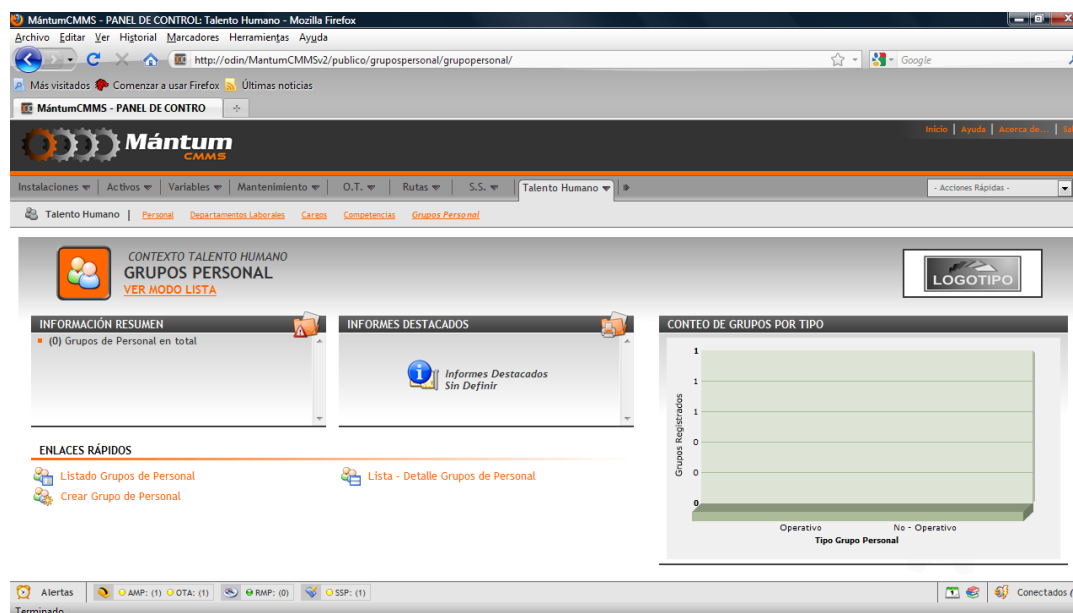 MántumCMMS - PANEL DE CONTROL: Talento Humano - Mozilla Firefox
Archivo Editar Ver Historial Marcadores Herramientas Ayuda
http://odin/MantumCMMSv2/publico/grupospersonal/grupopersonal/
Google
Más visitados Comenzar a usar Firefox Últimas noticias
MántumCMMS - PANEL DE CONTRO
Inicio | Ayuda | Acerca de... |
Mántum
CMMS
Instalaciones | Activos | Variables | Mantenimiento | O.T. | Rutas | S.S. | Talento Humano
- Acciones Rápidas -
Talento Humano | Personal Departamentos Laborales Cargos Competencias Grupos Personal
CONTEXTO TALENTO HUMANO
GRUPOS PERSONAL
VER MODO LISTA
LOGOTIPO
INFORMACIÓN RESUMEN
(0) Grupos de Personal en total
INFORMES DESTACADOS
Informes Destacados
Sin Definir
CONTEO DE GRUPOS POR TIPO
1
1
1
0
0
0
Grupos Registrados
Operativo No - Operativo
Tipo Grupo Personal
ENLACES RÁPIDOS
Listado Grupos de Personal
Lista - Detalle Grupos de Personal
Crear Grupo de Personal
Alertas AMP: (1) OTA: (1) RMP: (0) SSP: (1)
Conectados
Terminado